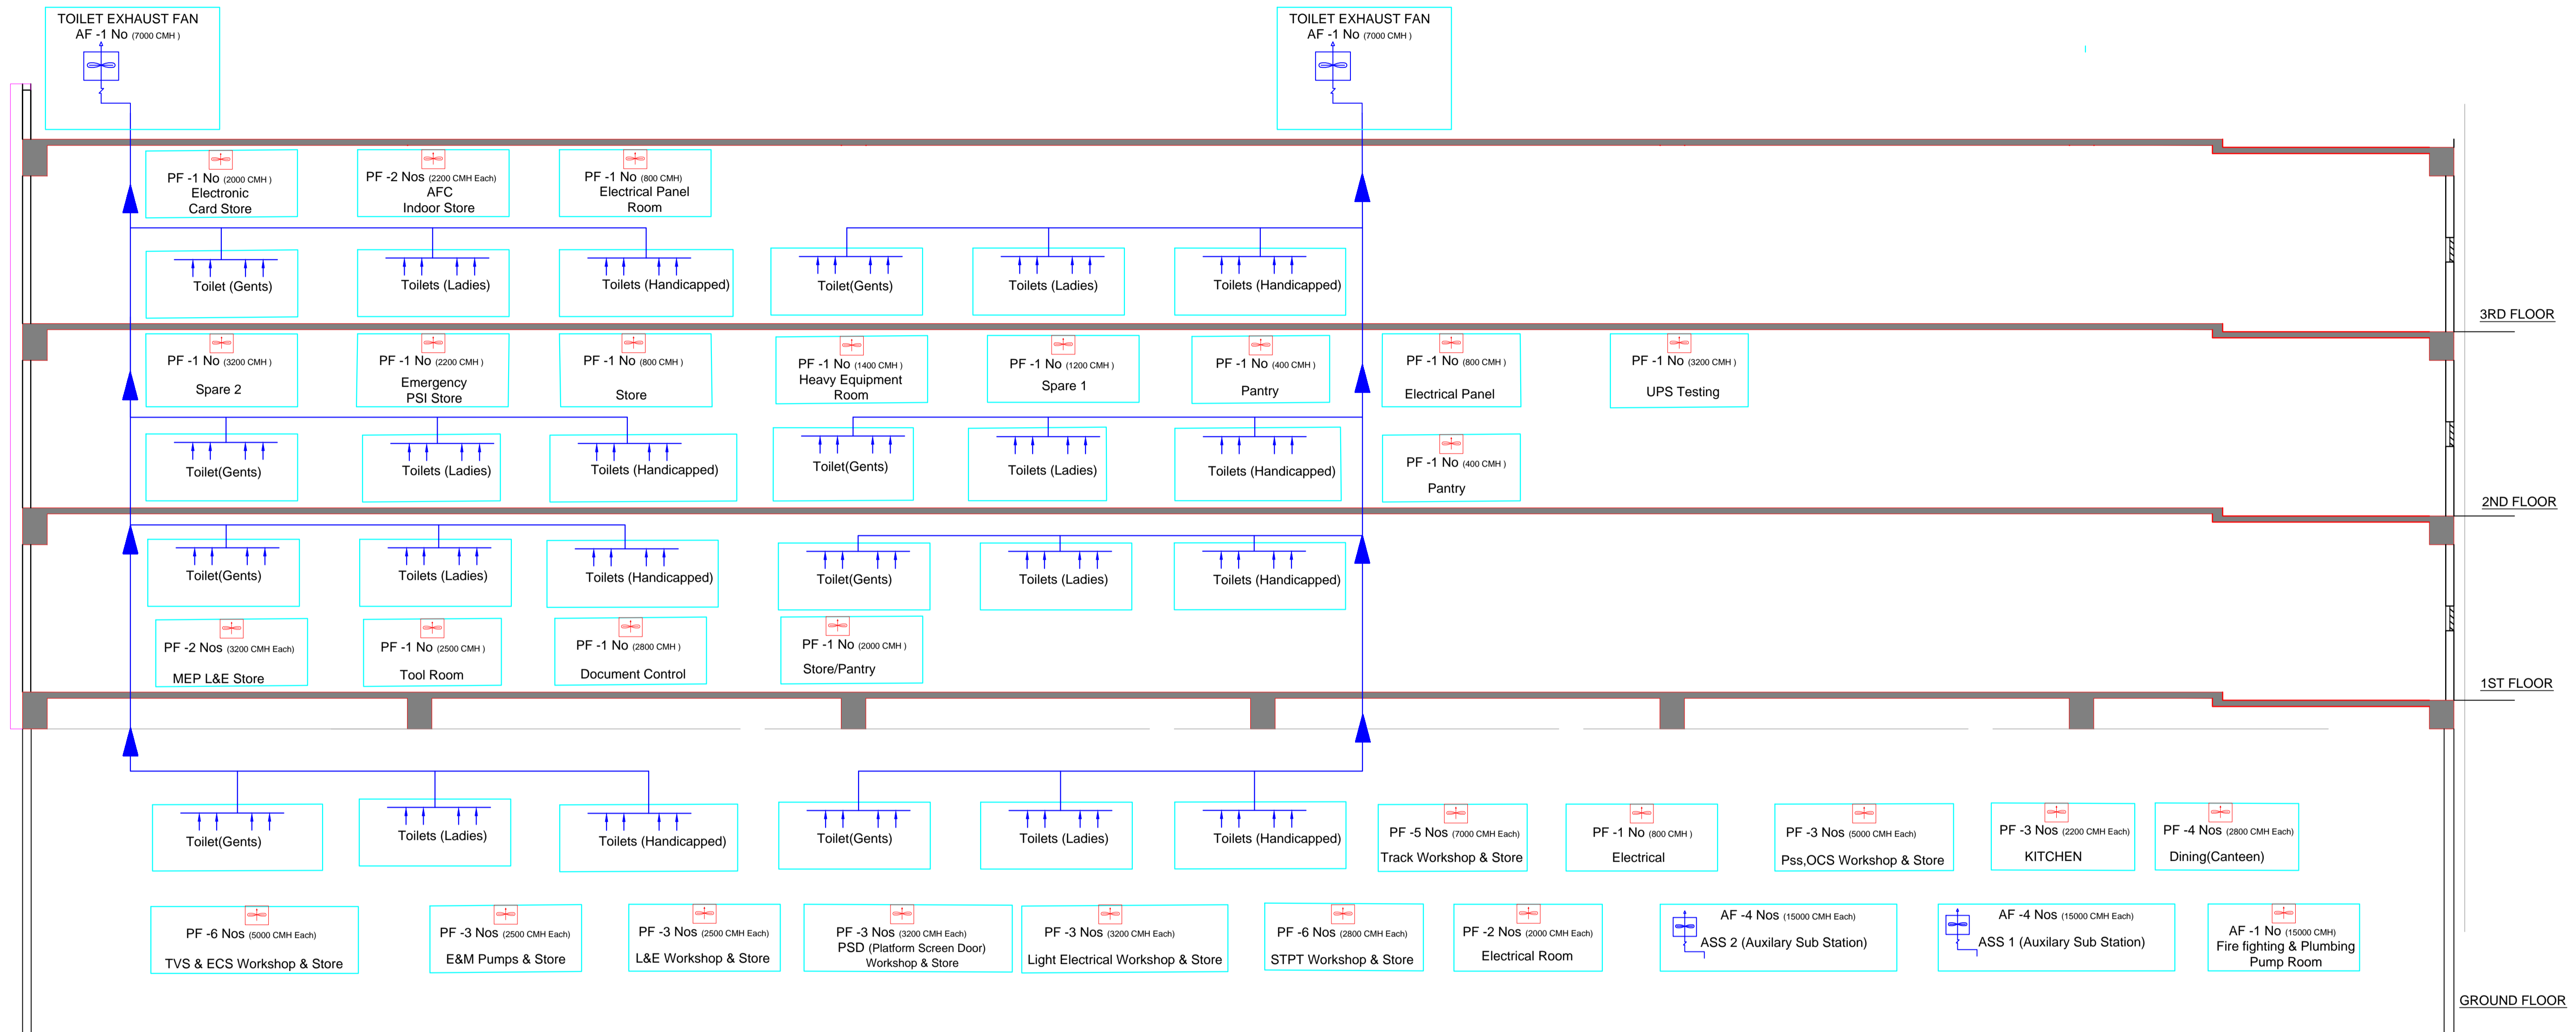 TOILET EXHAUST FAN
AF -1 No (7000 CMH )
TOILET EXHAUST FAN
AF -1 No (7000 CMH )
PF -1 No (2000 CMH )
Electronic
Card Store
PF -2 Nos (2200 CMH Each)
AFC
Indoor Store
PF -1 No (800 CMH)
Electrical Panel
Room
Toilet (Gents)
Toilets (Ladies)
Toilets (Handicapped)
Toilet(Gents)
Toilets (Ladies)
Toilets (Handicapped)
3RD FLOOR
PF -1 No (3200 CMH )
Spare 2
PF -1 No (2200 CMH )
Emergency
PSI Store
PF -1 No (800 CMH )
Store
PF -1 No (1400 CMH )
Heavy Equipment
Room
PF -1 No (1200 CMH )
Spare 1
PF -1 No (400 CMH )
Pantry
PF -1 No (800 CMH )
Electrical Panel
PF -1 No (3200 CMH )
UPS Testing
Toilet(Gents)
Toilets (Ladies)
Toilets (Handicapped)
Toilet(Gents)
Toilets (Ladies)
Toilets (Handicapped)
PF -1 No (400 CMH )
Pantry
2ND FLOOR
Toilet(Gents)
Toilets (Ladies)
Toilets (Handicapped)
Toilet(Gents)
Toilets (Ladies)
Toilets (Handicapped)
PF -2 Nos (3200 CMH Each)
MEP L&E Store
PF -1 No (2500 CMH )
Tool Room
PF -1 No (2800 CMH )
Document Control
PF -1 No (2000 CMH )
Store/Pantry
1ST FLOOR
Toilet(Gents)
Toilets (Ladies)
Toilets (Handicapped)
Toilet(Gents)
Toilets (Ladies)
Toilets (Handicapped)
PF -5 Nos (7000 CMH Each)
Track Workshop & Store
PF -1 No (800 CMH )
Electrical
PF -3 Nos (5000 CMH Each)
Pss,OCS Workshop & Store
PF -3 Nos (2200 CMH Each)
KITCHEN
PF -4 Nos (2800 CMH Each)
Dining(Canteen)
PF -6 Nos (5000 CMH Each)
TVS & ECS Workshop & Store
PF -3 Nos (2500 CMH Each)
E&M Pumps & Store
PF -3 Nos (2500 CMH Each)
L&E Workshop & Store
PF -3 Nos (3200 CMH Each)
PSD (Platform Screen Door)
Workshop & Store
PF -3 Nos (3200 CMH Each)
Light Electrical Workshop & Store
PF -6 Nos (2800 CMH Each)
STPT Workshop & Store
PF -2 Nos (2000 CMH Each)
Electrical Room
AF -4 Nos (15000 CMH Each)
ASS 2 (Auxilary Sub Station)
AF -4 Nos (15000 CMH Each)
ASS 1 (Auxilary Sub Station)
AF -1 No (15000 CMH)
Fire fighting & Plumbing
Pump Room
GROUND FLOOR